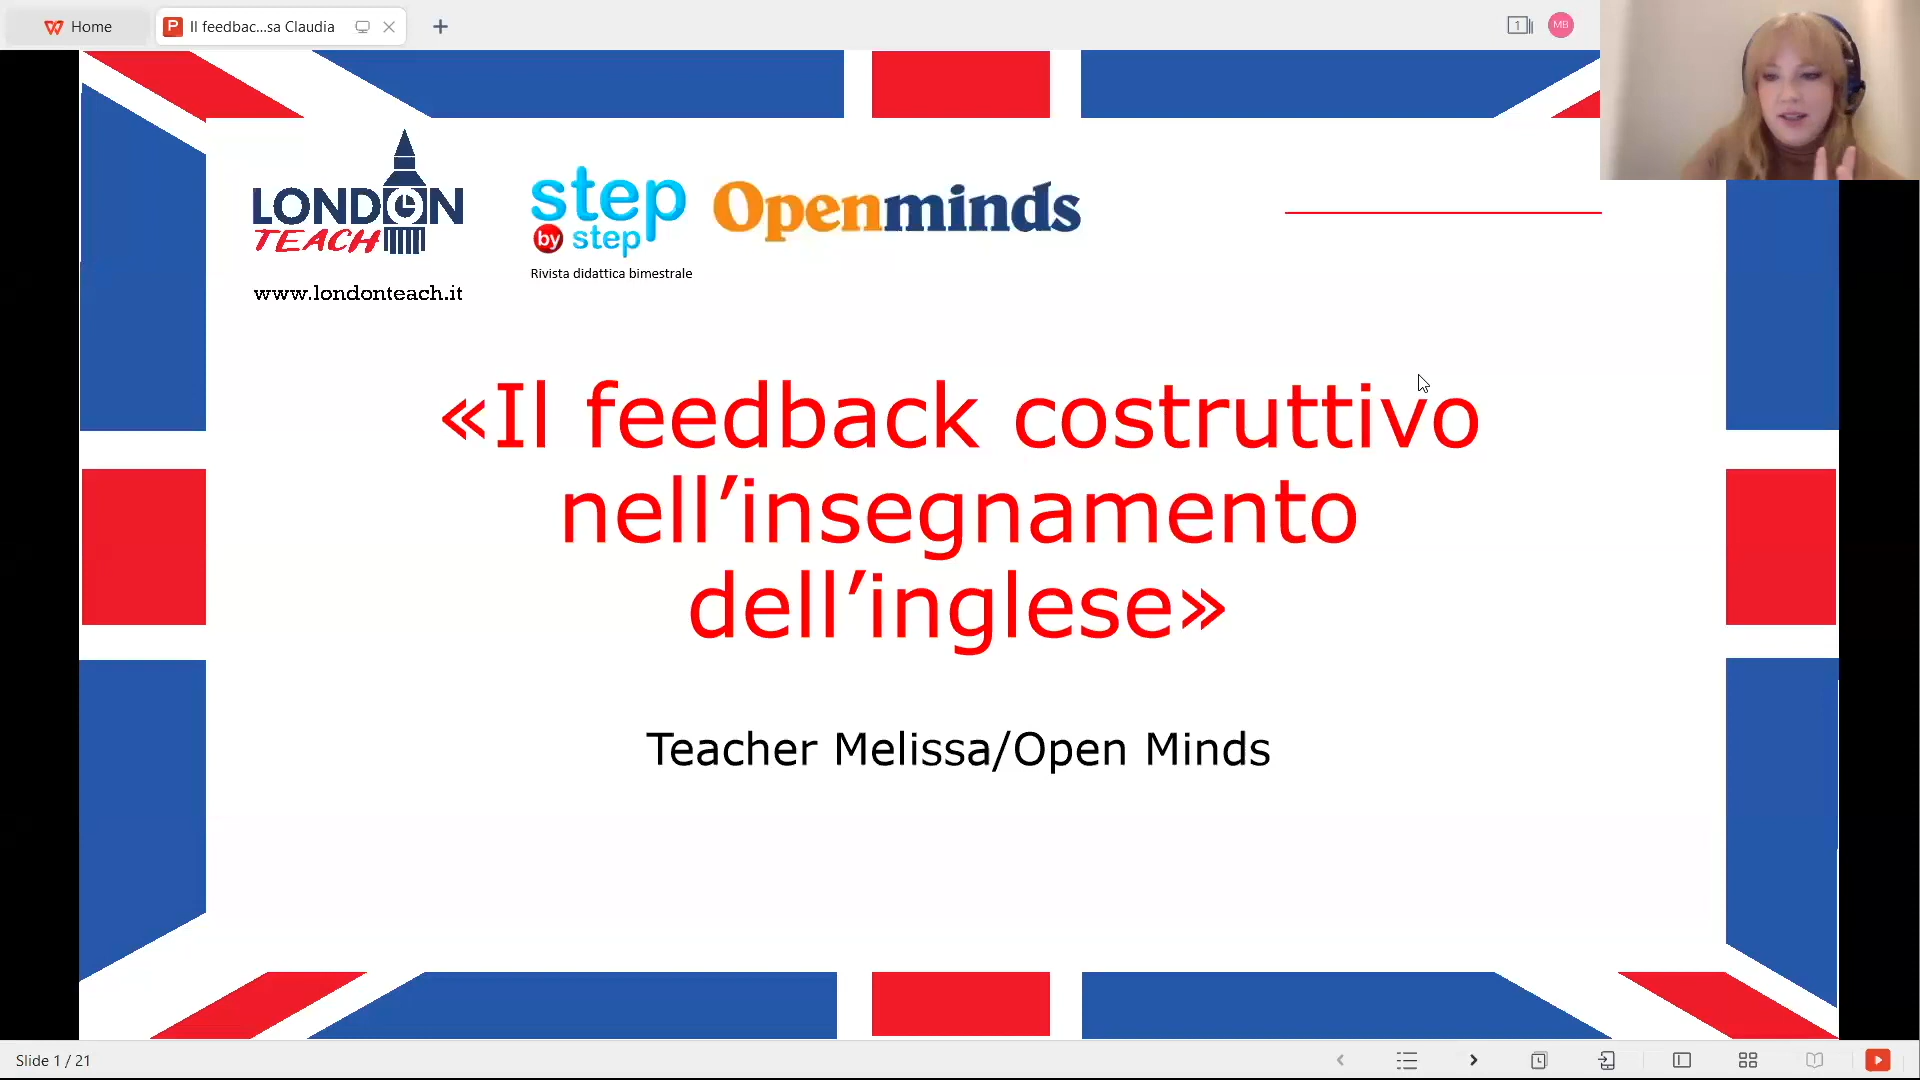 Home
Il feedbac...sa Claudia
1
MB
LONDON
TEACH
www.londonteach.it
step
by step
Rivista didattica bimestrale
Openminds
«Il feedback costruttivo
nell’insegnamento
dell’inglese»
Teacher Melissa/Open Minds
Slide 1 / 21